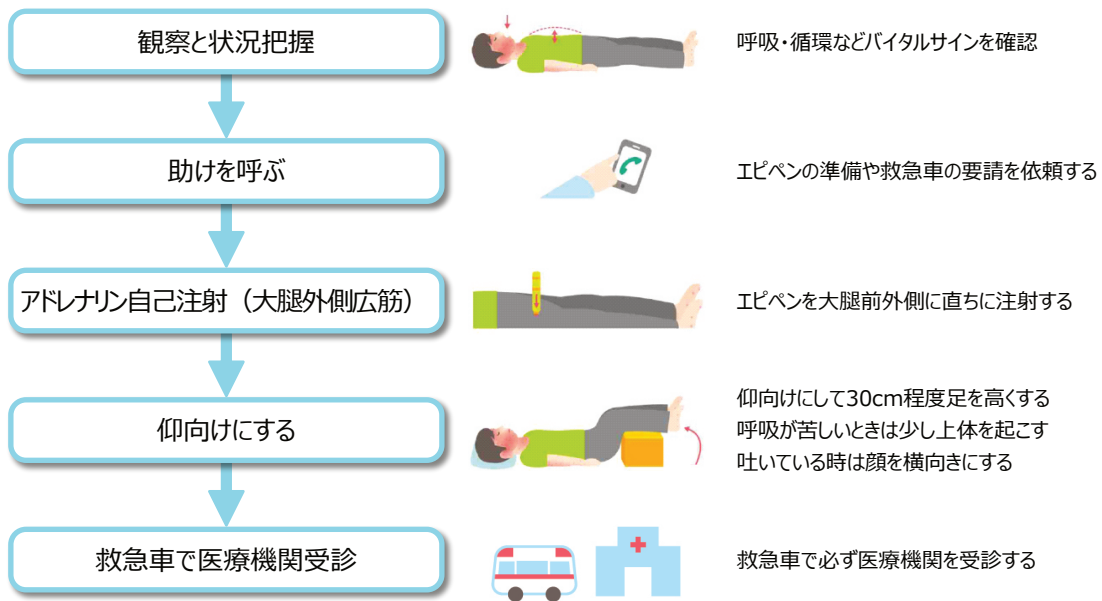 観察と状況把握
呼吸・循環などバイタルサインを確認
助けを呼ぶ
エピペンの準備や救急車の要請を依頼する
アドレナリン自己注射（大腿外側広筋）
エピペンを大腿前外側に直ちに注射する
仰向けにする
仰向けにして30cm程度足を高くする
呼吸が苦しいときは少し上体を起こす
吐いている時は顔を横向きにする
救急車で医療機関受診
救急車で必ず医療機関を受診する